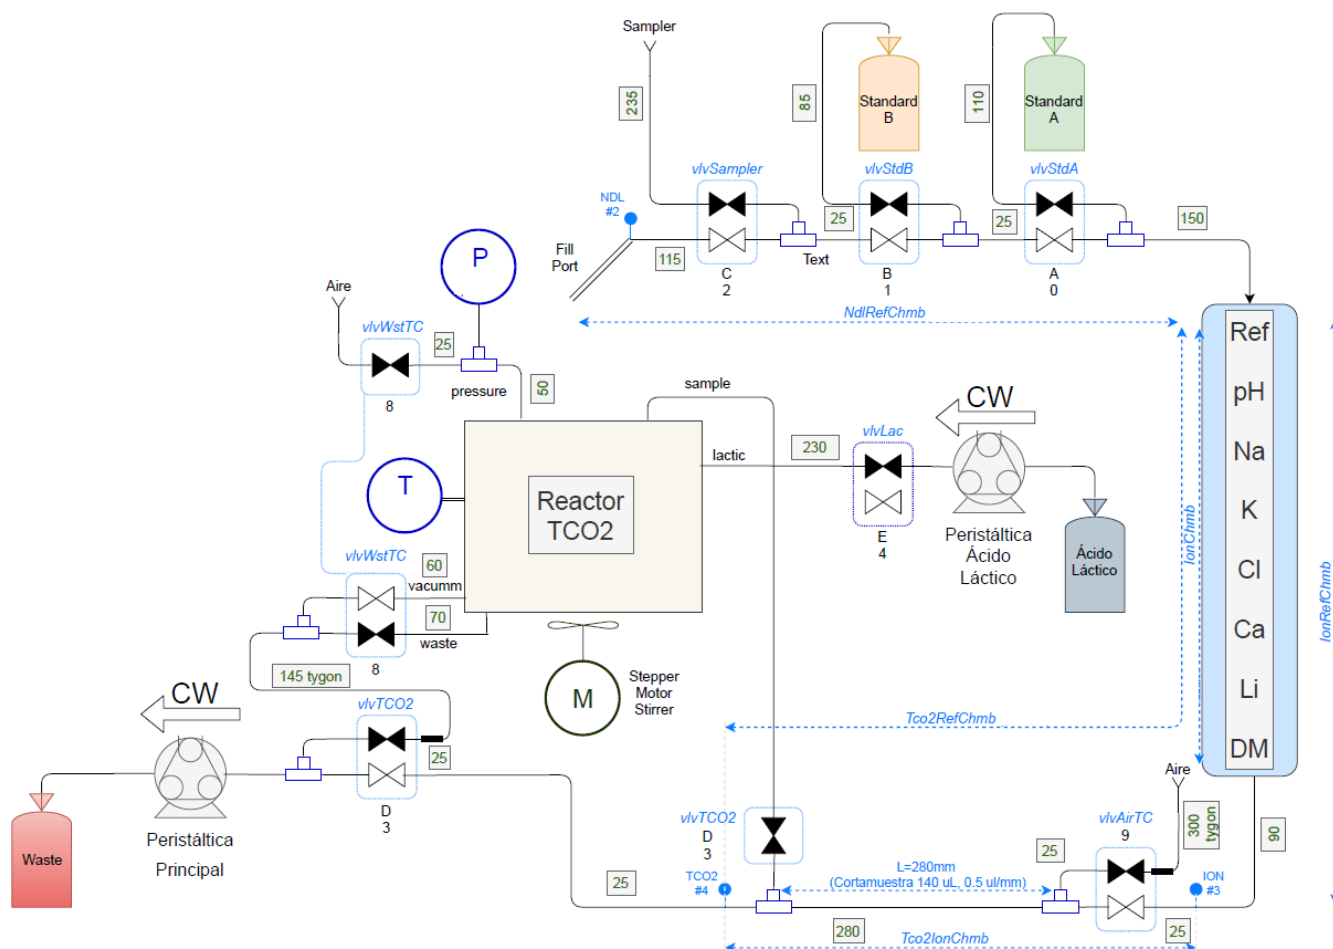 Sampler
235
85
Standard
B
110
Standard
A
vlvSampler
vlvStdB
vlvStdA
NDL
#2
25
25
150
Fill
Port
115
Text
C
2
B
1
A
0
NdlRefChmb
P
Aire
vlvWstTC
25
pressure
50
8
sample
CW
vlvLac
230
lactic
T
Reactor
TCO2
E
4
Peristáltica
Ácido
Láctico
Ácido
Láctico
Ref
pH
Na
K
Cl
Ca
Li
DM
IonChmb
IonRefChmb
vlvWstTC
60
vacumm
70
waste
8
145 tygon
CW
vlvTCO2
25
M
Stepper
Motor
Stirrer
Tco2RefChmb
D
3
Peristáltica
Principal
Waste
vlvTCO2
D
3
Aire
vlvAirTC
9
300
tygon
90
25
L=280mm
(Cortamuestra 140 uL, 0.5 ul/mm)
TCO2
#4
ION
#3
25
280
25
Tco2IonChmb